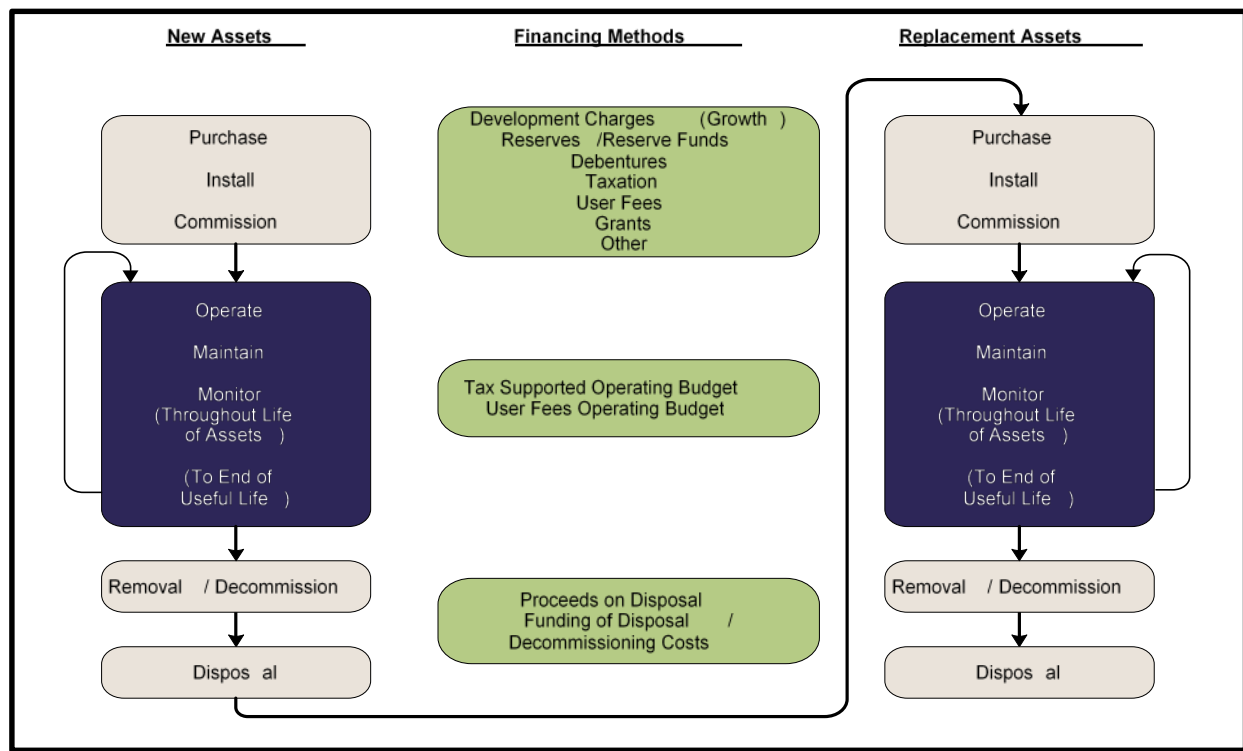 New Assets
Purchase
Install
Commission
Operate
Maintain
Monitor
(Throughout Life
of Assets )
(To End of
Useful Life )
Removal / Decommission
Dispos al
Financing Methods
Development Charges (Growth )
Reserves /Reserve Funds
Debentures
Taxation
User Fees
Grants
Other
Tax Supported Operating Budget
User Fees Operating Budget
Proceeds on Disposal
Funding of Disposal /
Decommissioning Costs
Replacement Assets
Purchase
Install
Commission
Operate
Maintain
Monitor
(Throughout Life
of Assets )
(To End of
Useful Life )
Removal / Decommission
Dispos al